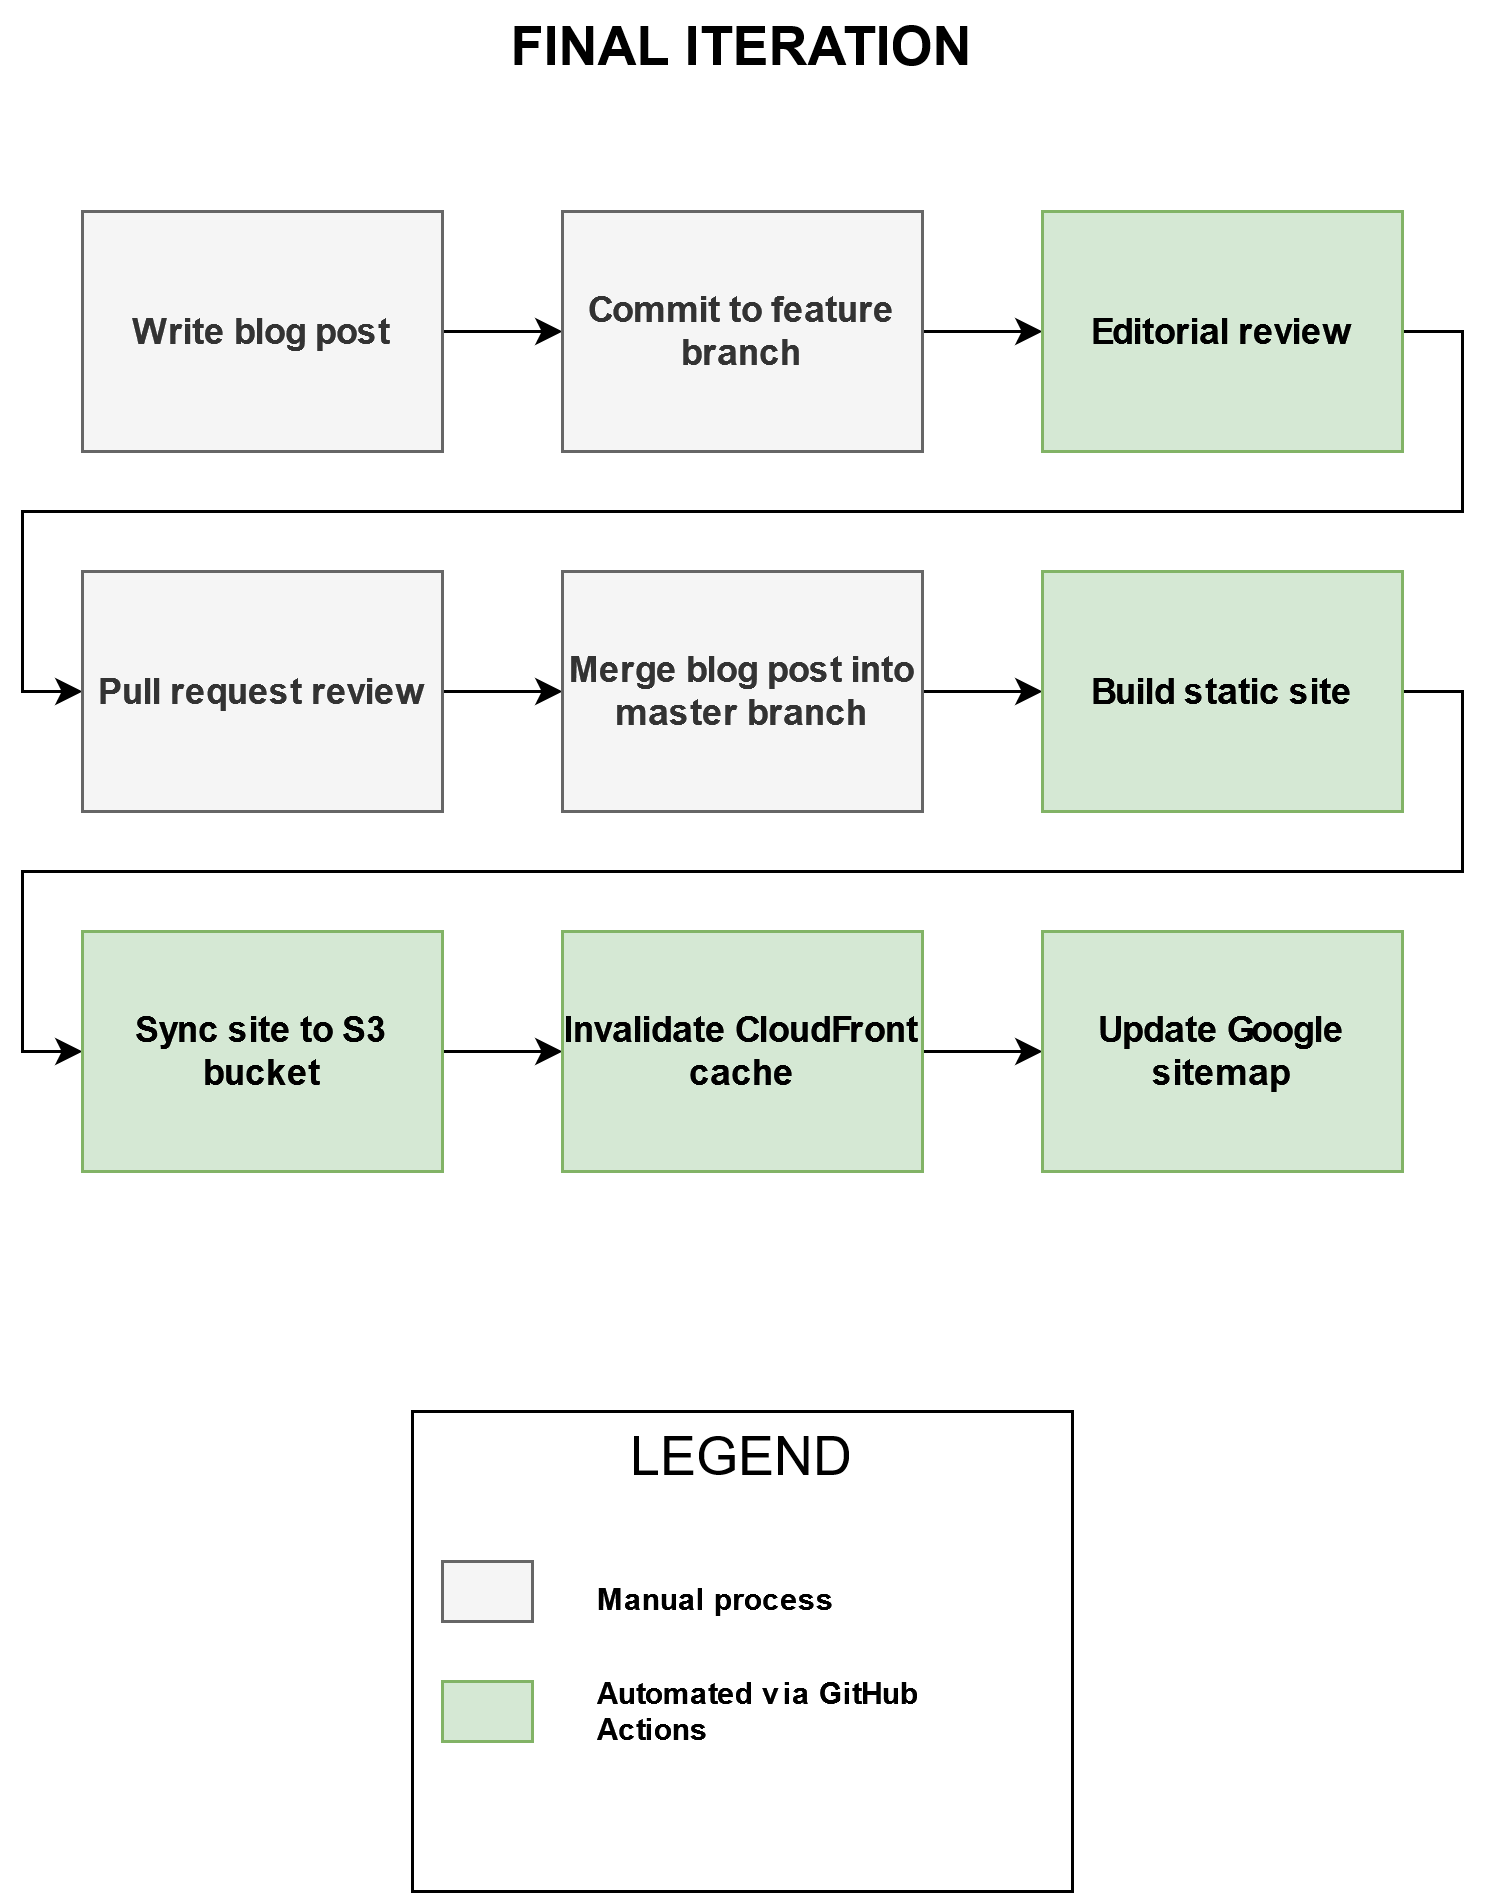 FINAL ITERATION
Write blog post
Commit to feature
branch
Editorial review
Pull request review
Merge blog post into
master branch
Build static site
Sync site to S3
bucket
Invalidate CloudFront
cache
Update Google
sitemap
LEGEND
Manual process
Automated via GitHub
Actions